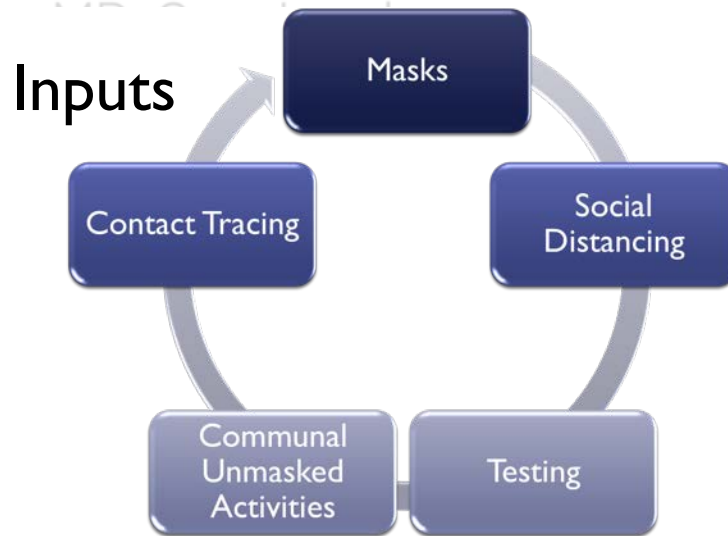 Inputs
Masks
Social
Distancing
Testing
Communal
Unmasked
Activities
Contact Tracing